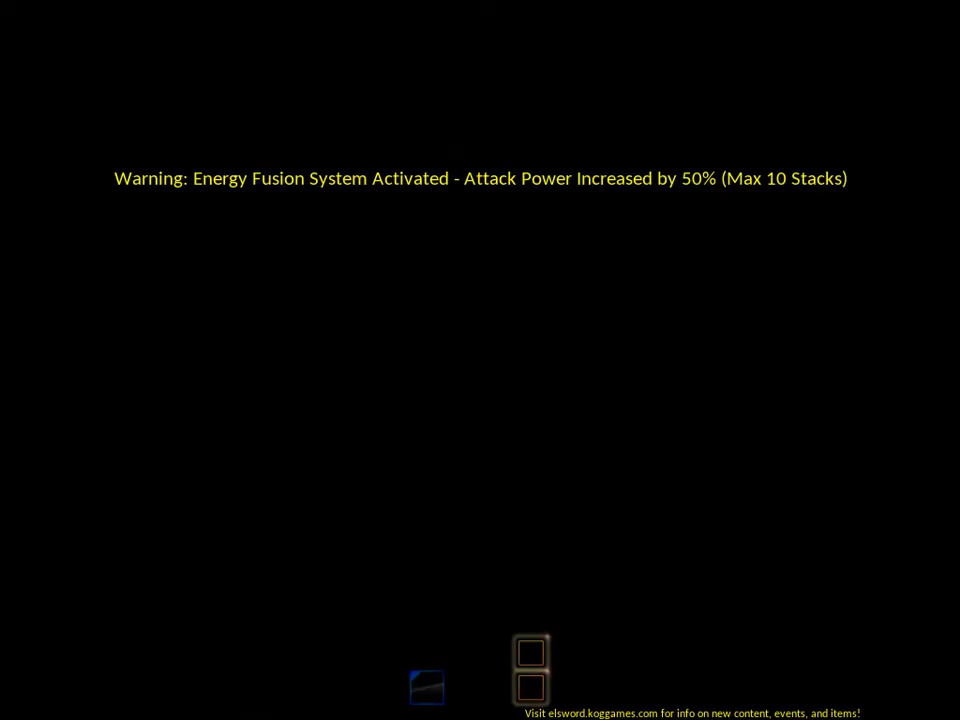 Warning: Energy Fusion System Activated - Attack Power Increased by 50% (Max 10 Stacks)
Visit elsword.koggames.com for info on new content, events, and items!